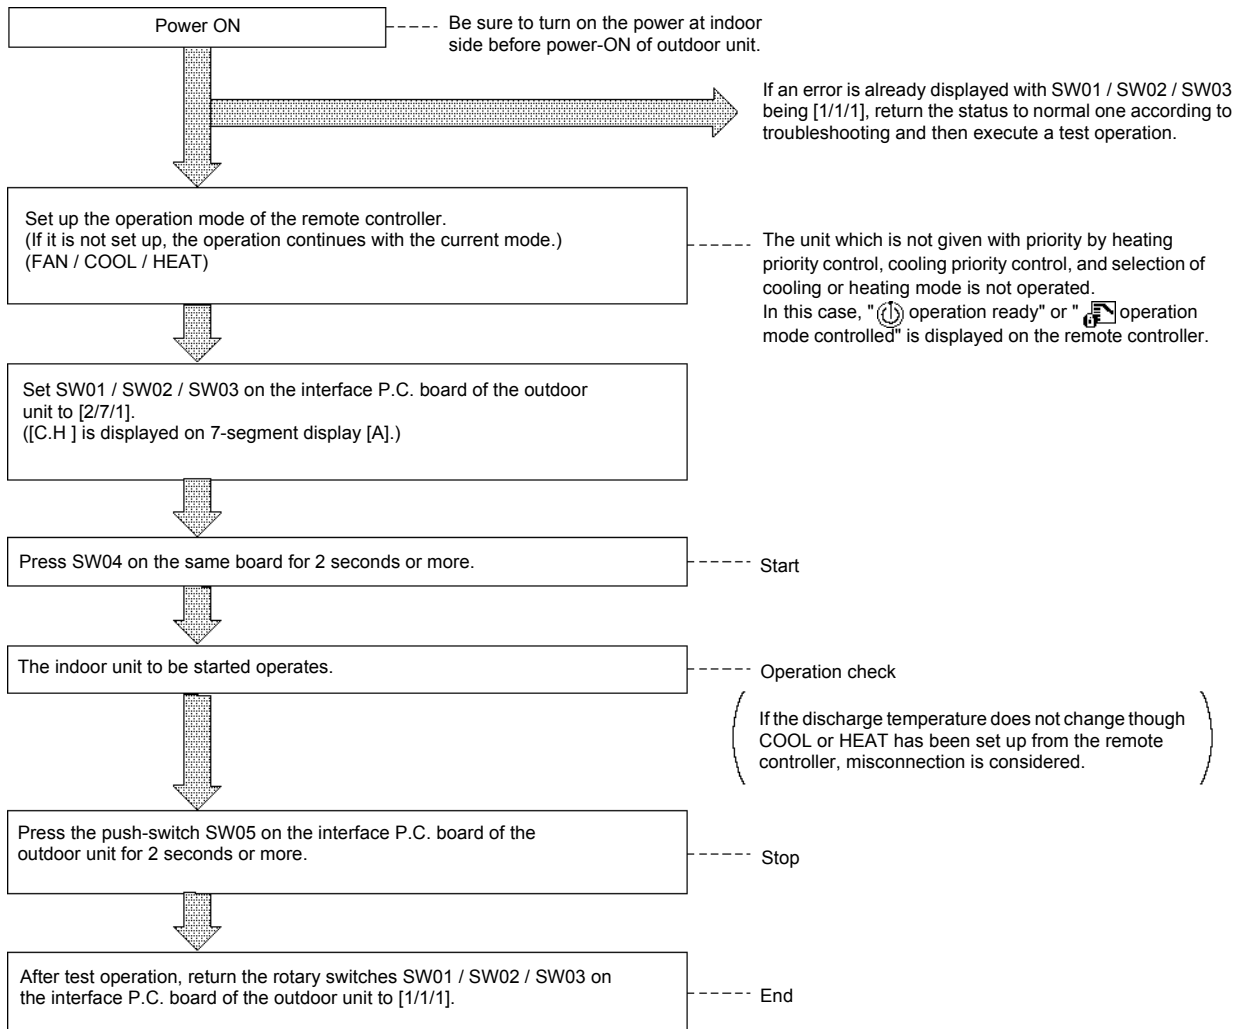 Power ON
Be sure to turn on the power at indoor
side before power-ON of outdoor unit.
If an error is already displayed with SW01 / SW02 / SW03
being [1/1/1], return the status to normal one according to
troubleshooting and then execute a test operation.
Set up the operation mode of the remote controller.
(If it is not set up, the operation continues with the current mode.)
(FAN / COOL / HEAT)
The unit which is not given with priority by heating
priority control, cooling priority control, and selection of
cooling or heating mode is not operated.
In this case, " operation ready" or " operation
mode controlled" is displayed on the remote controller.
Set SW01 / SW02 / SW03 on the interface P.C. board of the outdoor
unit to [2/7/1].
([C.H ] is displayed on 7-segment display [A].)
Press SW04 on the same board for 2 seconds or more.
Start
The indoor unit to be started operates.
Operation check
If the discharge temperature does not change though
COOL or HEAT has been set up from the remote
controller, misconnection is considered.
Press the push-switch SW05 on the interface P.C. board of the
outdoor unit for 2 seconds or more.
Stop
After test operation, return the rotary switches SW01 / SW02 / SW03 on
the interface P.C. board of the outdoor unit to [1/1/1].
End